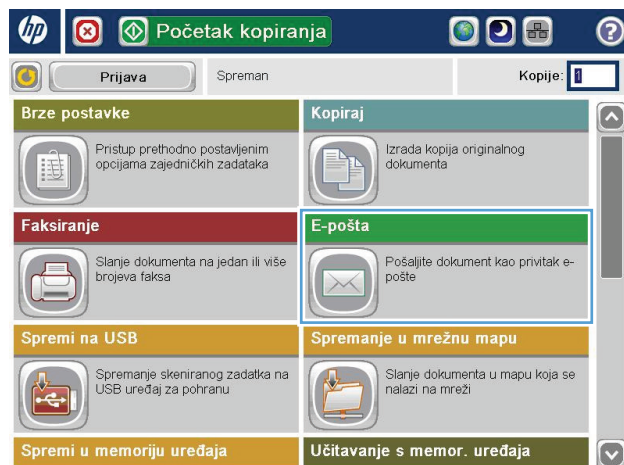 hp
Početak kopiranja
?
Prijava
Spreman
Kopije: 1
Brze postavke
Pristup prethodno postavljenim
opcijama zajedničkih zadataka
Kopiraj
Izrada kopija originalnog
dokumenta
Faksiranje
Slanje dokumenta na jedan ili više
brojeva faksa
E-pošta
Pošaljite dokument kao privitak e-
pošte
Spremi na USB
Spremanje skeniranog zadatka na
USB uređaj za pohranu
Spremanje u mrežnu mapu
Slanje dokumenta u mapu koja se
nalazi na mreži
Spremi u memoriju uređaja
Učitavanje s memor. uređaja